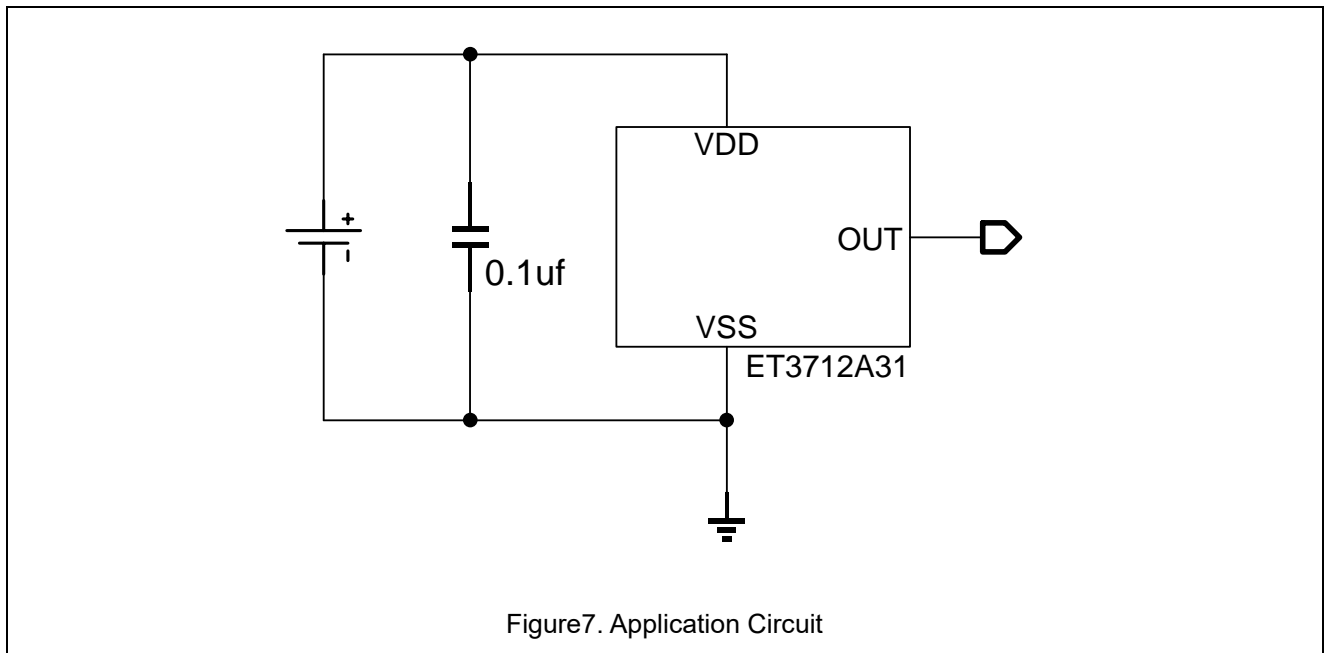 VDD
+
-
OUT
0.1uf
VSS
ET3712A31
Figure7. Application Circuit